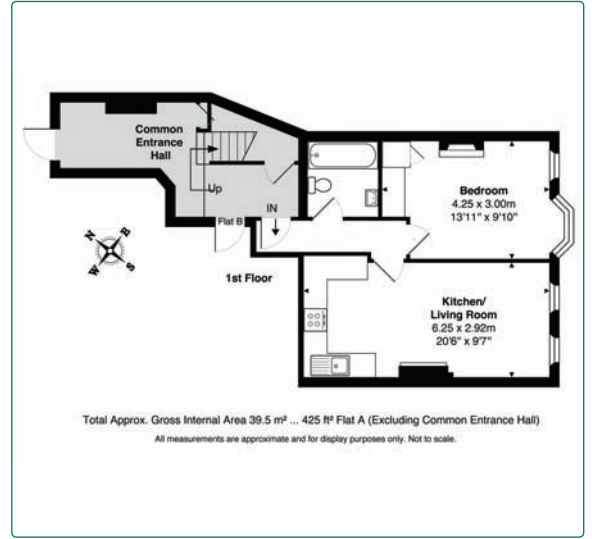 Common
Entrance
Hall
Up
IN
Flat B
1st Floor
N
B
W
S
Bedroom
4.25 x 3.00m
13'11" x 9'10"
Kitchen/
Living Room
6.25 x 2.92m
20'6" x 9'7"
Total Approx. Gross Internal Area 39.5 m² ... 425 ft² Flat A (Excluding Common Entrance Hall)
All measurements are approximate and for display purposes only. Not to scale.